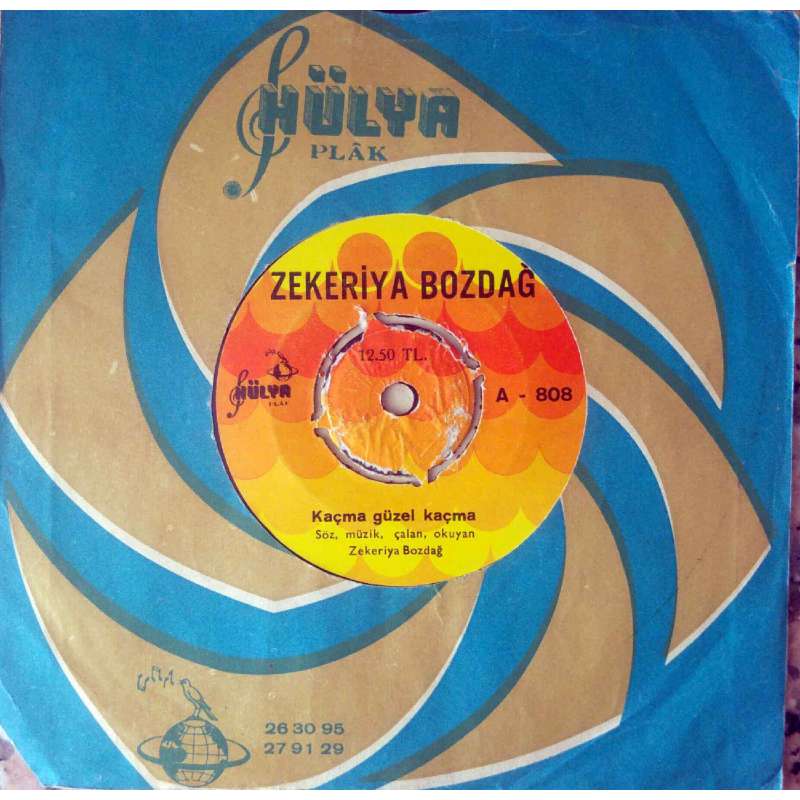 HÜLYA
PLÂK
ZEKERİYA BOZDAĞ
12.50 TL.
HÜLYA
PLÂK
A - 808
Kaçma güzel kaçma
Söz, müzik, çalan, okuyan
Zekeriya Bozdağ
26 30 95
27 91 29